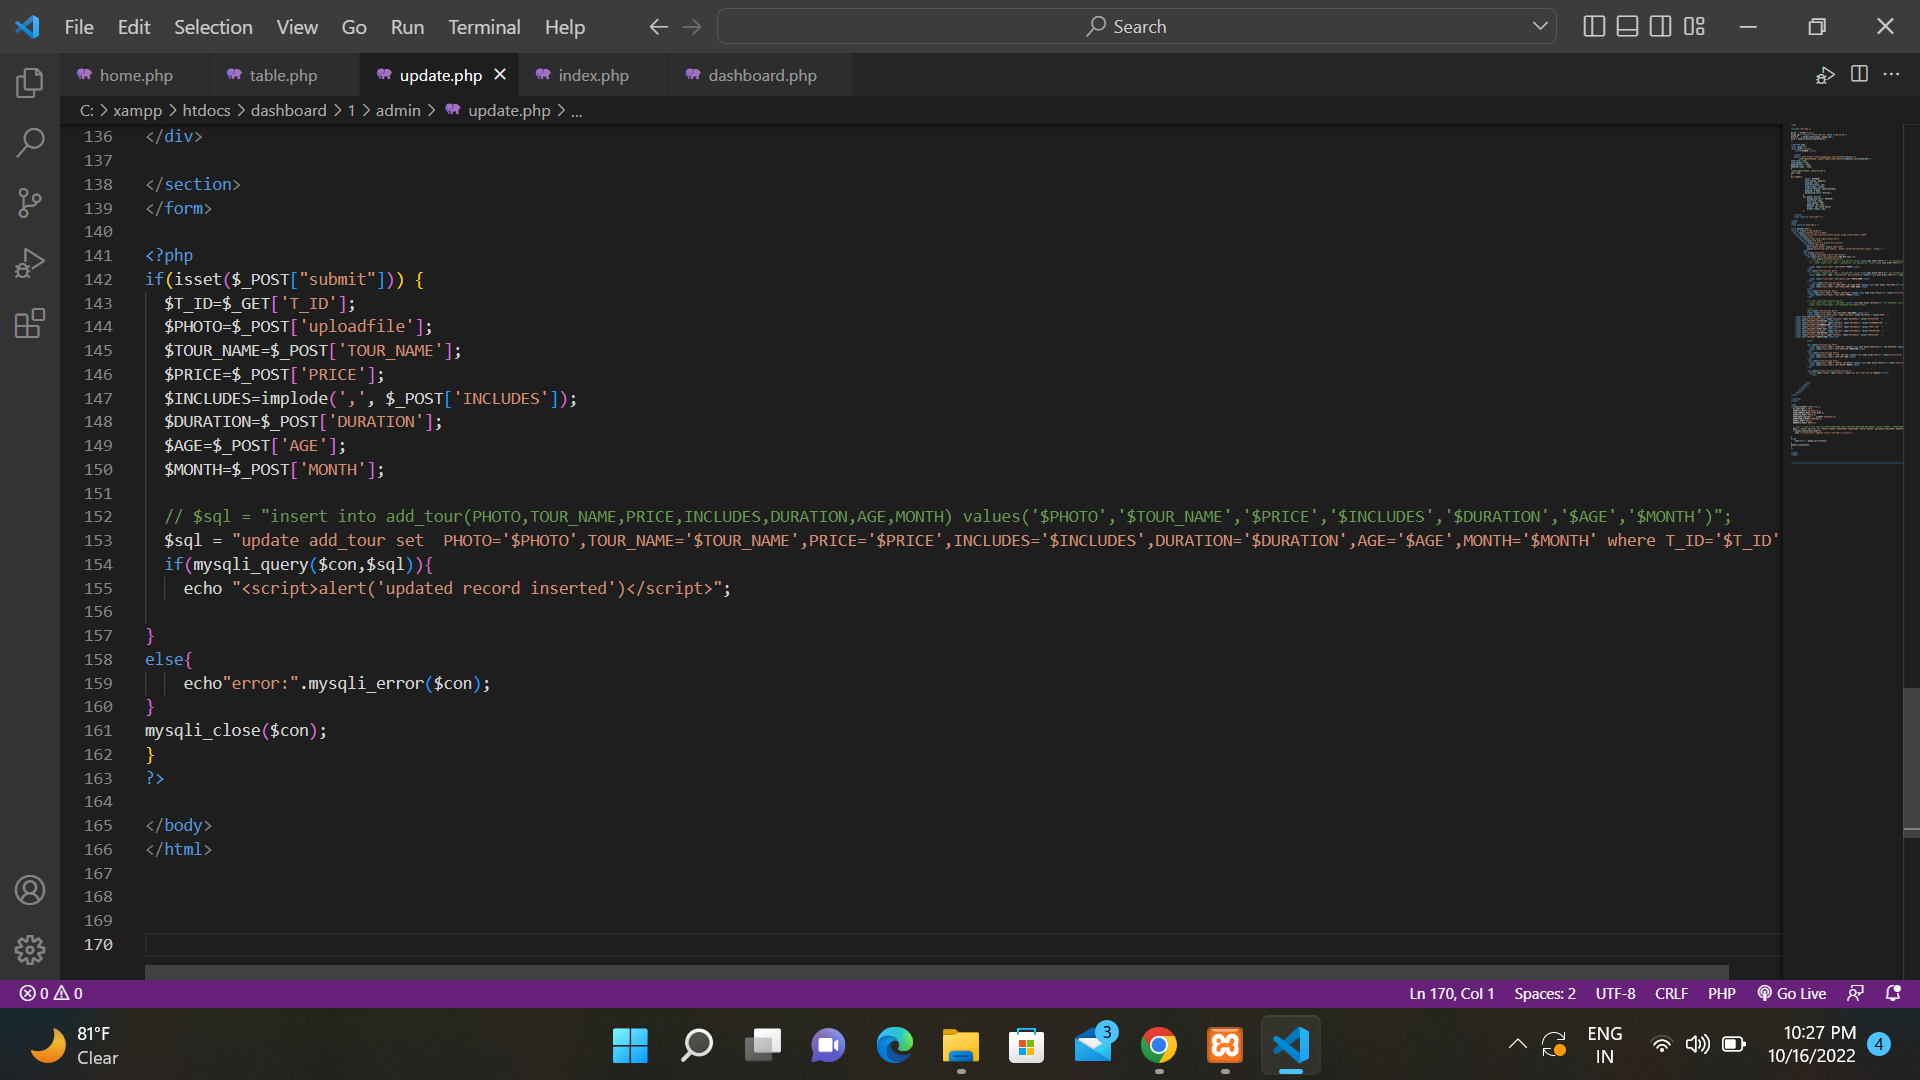 File Edit Selection View Go Run Terminal Help Search
home.php table.php update.php index.php dashboard.php
C: > xampp > htdocs > dashboard > 1 > admin > update.php > ...
136 </div>
137
138 </section>
139 </form>
140
141 <?php
142 if(isset($_POST["submit"])) {
143 $T_ID=$_GET['T_ID'];
144 $PHOTO=$_POST['uploadfile'];
145 $TOUR_NAME=$_POST['TOUR_NAME'];
146 $PRICE=$_POST['PRICE'];
147 $INCLUDES=implode(',', $_POST['INCLUDES']);
148 $DURATION=$_POST['DURATION'];
149 $AGE=$_POST['AGE'];
150 $MONTH=$_POST['MONTH'];
151
152 // $sql = "insert into add_tour(PHOTO,TOUR_NAME,PRICE,INCLUDES,DURATION,AGE,MONTH) values('$PHOTO','$TOUR_NAME','$PRICE','$INCLUDES','$DURATION','$AGE','$MONTH')";
153 $sql = "update add_tour set  PHOTO='$PHOTO',TOUR_NAME='$TOUR_NAME',PRICE='$PRICE',INCLUDES='$INCLUDES',DURATION='$DURATION',AGE='$AGE',MONTH='$MONTH' where T_ID='$T_ID'
154 if(mysqli_query($con,$sql)){
155 echo "<script>alert('updated record inserted')</script>";
156
157 }
158 else{
159 echo"error:".mysqli_error($con);
160 }
161 mysqli_close($con);
162 }
163 ?>
164
165 </body>
166 </html>
167
168
169
170
0 0 Ln 170, Col 1 Spaces: 2 UTF-8 CRLF PHP Go Live
81°F
Clear
3
ENG
IN
10:27 PM
10/16/2022
4